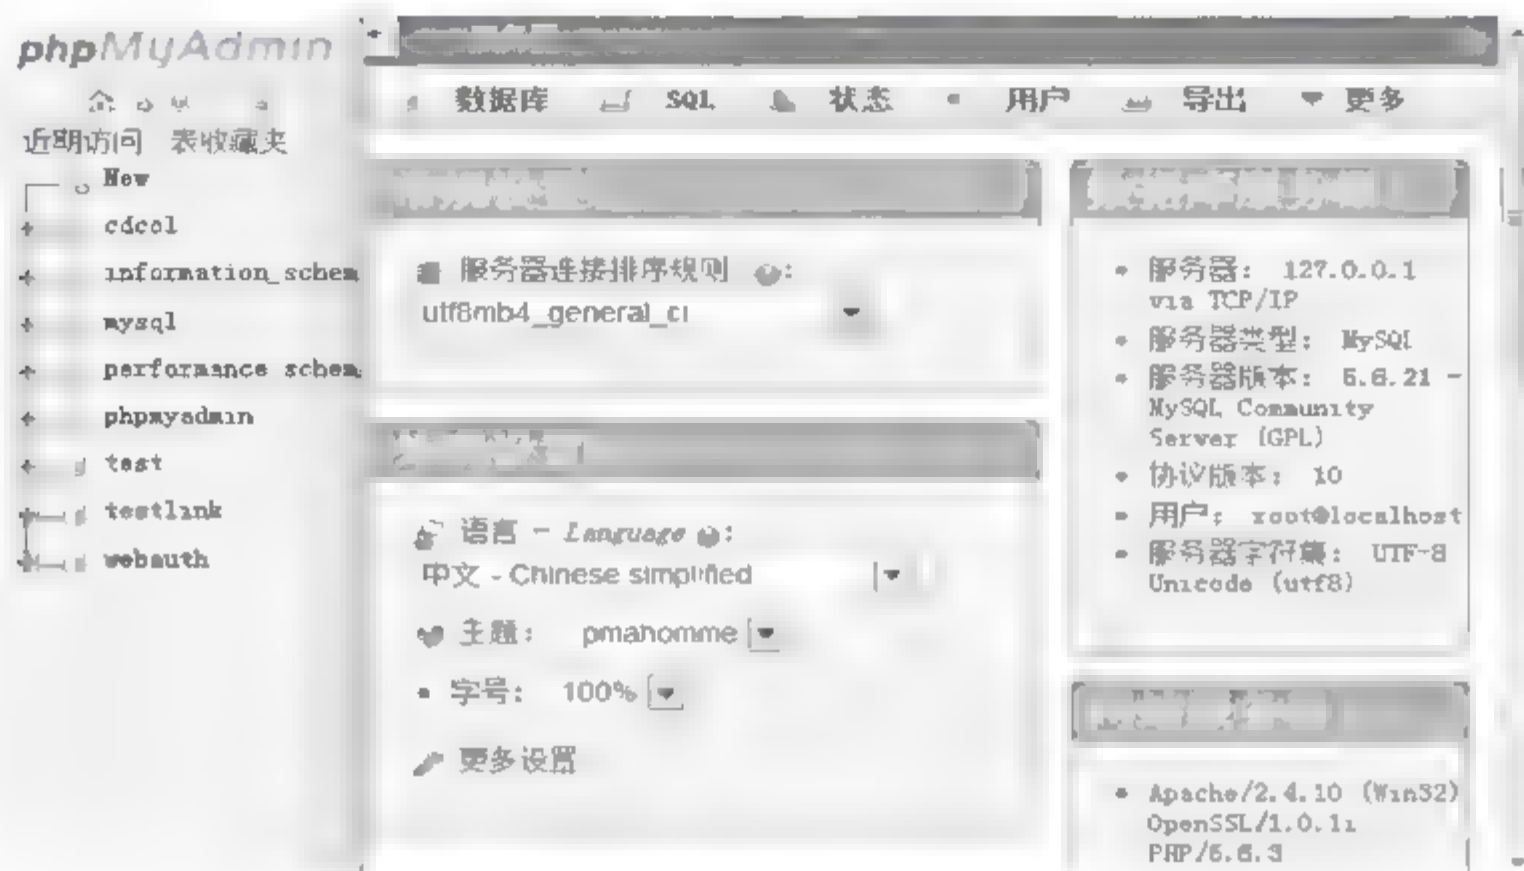 phpMyAdmin
数据库 SQL 状态 用户 导出 更多
近期访问 表收藏夹
New
cdcol
information_schem
mysql
performance_schem
phpmyadmin
test
testlink
webauth
服务器连接排序规则 :
utf8mb4_general_ci
语言 - Language :
中文 - Chinese simplified
主题: pmahomme
字号: 100%
更多设置
服务器: 127.0.0.1
via TCP/IP
服务器类型: MySQL
服务器版本: 5.6.21 -
MySQL Community
Server (GPL)
协议版本: 10
用户: root@localhost
服务器字符集: UTF-8
Unicode (utf8)
Apache/2.4.10 (Win32)
OpenSSL/1.0.1i
PHP/5.6.3